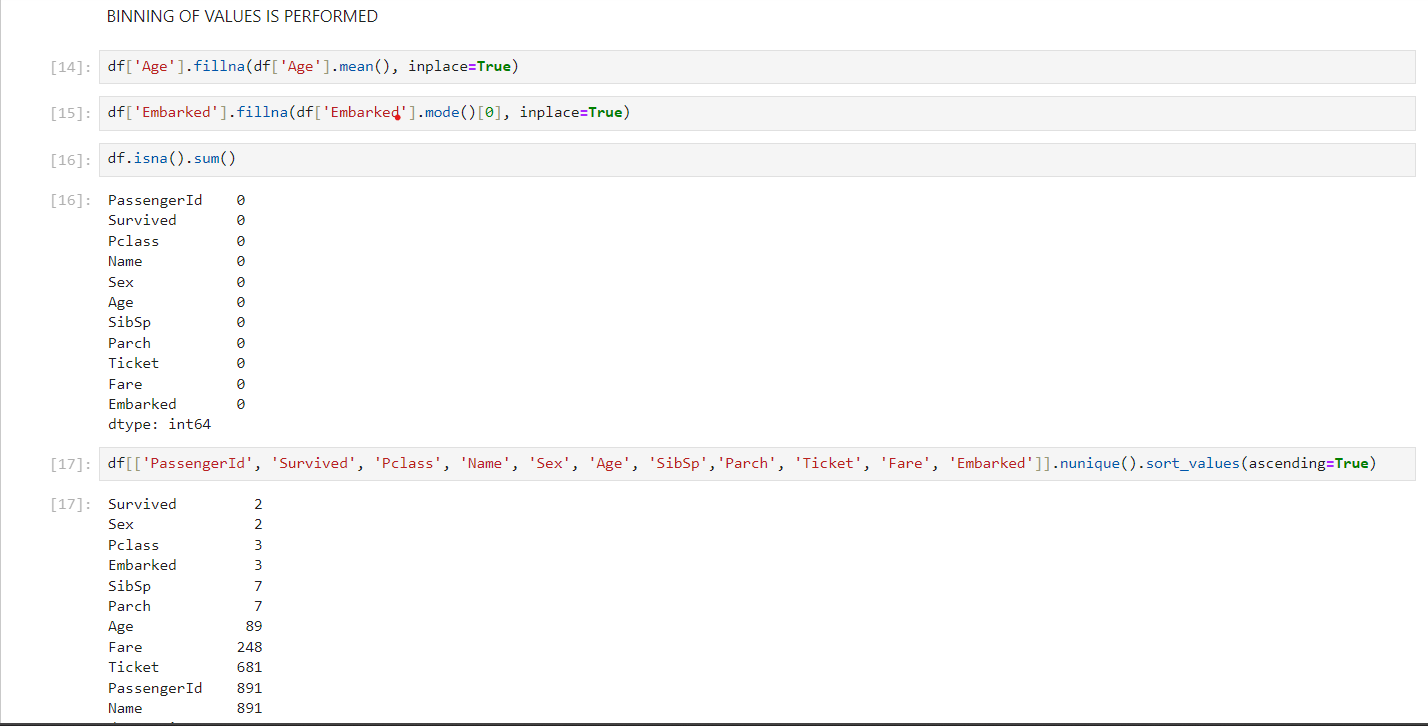 BINNING OF VALUES IS PERFORMED
[14]: df['Age'].fillna(df['Age'].mean(), inplace=True)
[15]: df['Embarked'].fillna(df['Embarked'].mode()[0], inplace=True)
[16]: df.isna().sum()
[16]: PassengerId 0
Survived 0
Pclass 0
Name 0
Sex 0
Age 0
SibSp 0
Parch 0
Ticket 0
Fare 0
Embarked 0
dtype: int64
[17]: df[['PassengerId', 'Survived', 'Pclass', 'Name', 'Sex', 'Age', 'SibSp','Parch', 'Ticket', 'Fare', 'Embarked']].nunique().sort_values(ascending=True)
[17]: Survived 2
Sex 2
Pclass 3
Embarked 3
SibSp 7
Parch 7
Age 89
Fare 248
Ticket 681
PassengerId 891
Name 891